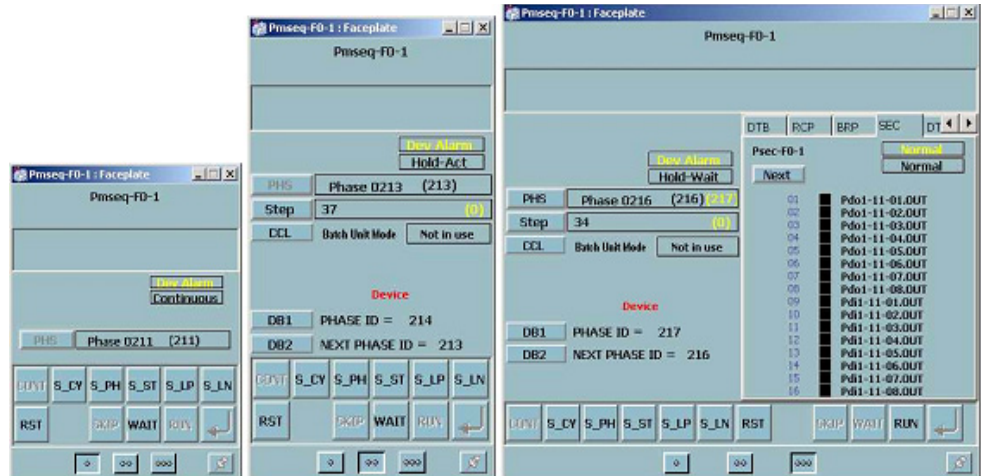 Pmseq-F0-1 : Faceplate
Pmseq-F0-1
Dev Alarm
Continuous
PHS Phase 0211 (211)
CONT S_CY S_PH S_ST S_LP S_LN
RST SKIP WAIT RUN
Pmseq-F0-1 : Faceplate
Pmseq-F0-1
Dev Alarm
Hold-Act
PHS Phase 0213 (213)
Step 37 (0)
CCL Batch Unit Mode Not in use
Device
DB1 PHASE ID = 214
DB2 NEXT PHASE ID = 213
CONT S_CY S_PH S_ST S_LP S_LN
RST SKIP WAIT RUN
Pmseq-F0-1 : Faceplate
Pmseq-F0-1
Dev Alarm
Hold-Wait
PHS Phase 0216 (216) (217)
Step 34 (0)
CCL Batch Unit Mode Not in use
Device
DB1 PHASE ID = 217
DB2 NEXT PHASE ID = 216
DTB RCP BRP SEC DT
Psec-F0-1 Normal
Normal
Next
01 Pdo1-11-01.OUT
02 Pdo1-11-02.OUT
03 Pdo1-11-03.OUT
04 Pdo1-11-04.OUT
05 Pdo1-11-05.OUT
06 Pdo1-11-06.OUT
07 Pdo1-11-07.OUT
08 Pdo1-11-08.OUT
09 Pdi1-11-01.OUT
10 Pdi1-11-02.OUT
11 Pdi1-11-03.OUT
12 Pdi1-11-04.OUT
13 Pdi1-11-05.OUT
14 Pdi1-11-06.OUT
15 Pdi1-11-07.OUT
16 Pdi1-11-08.OUT
CONT S_CY S_PH S_ST S_LP S_LN RST SKIP WAIT RUN